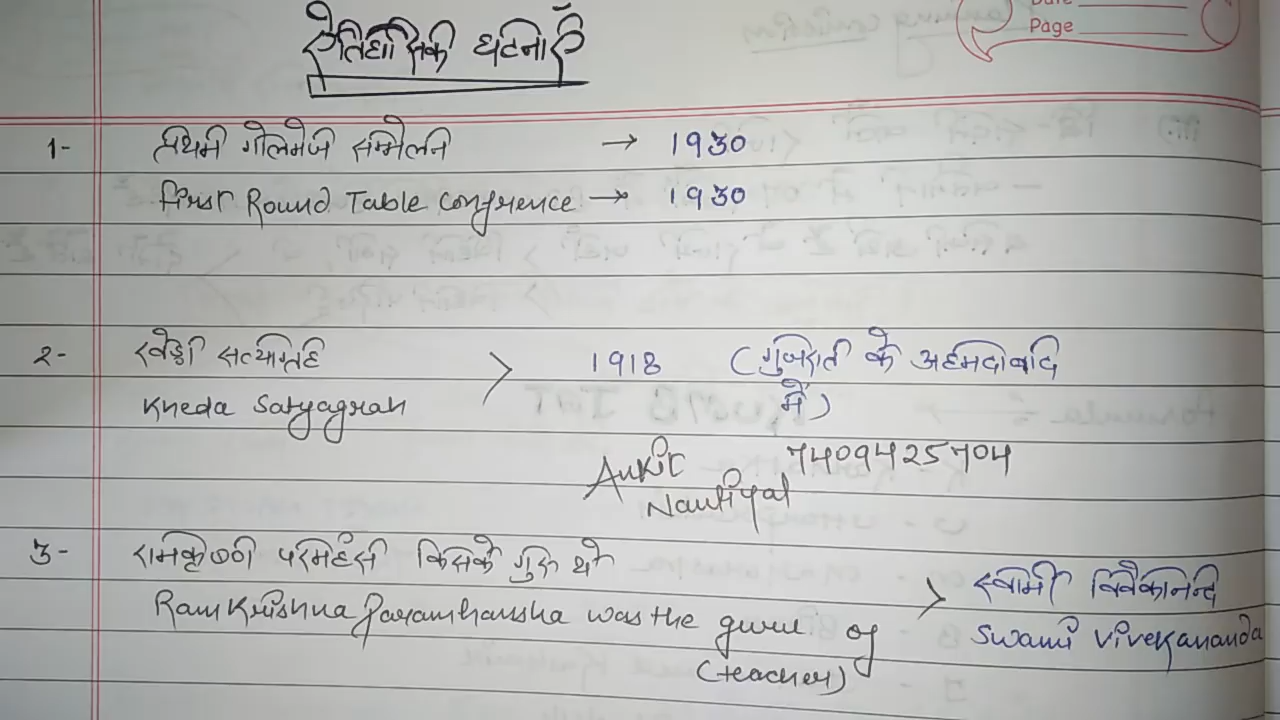 ऐतिहासिक घटनाएँ
Date
Page
1- प्रथम गोलमेज सम्मेलन → 1930
First Round Table Confrence → 1930
2- खेड़ा सत्याग्रह > 1918 (गुजरात के अहमदाबाद में)
Kheda Satyagrah
Ankit Nautiyal 7409425704
3- रामकृष्ण परमहंस किसके गुरु थे > स्वामी विवेकानन्द
RamKrishna Paramhansha was the guru of (teacher) Swami Vivekananda